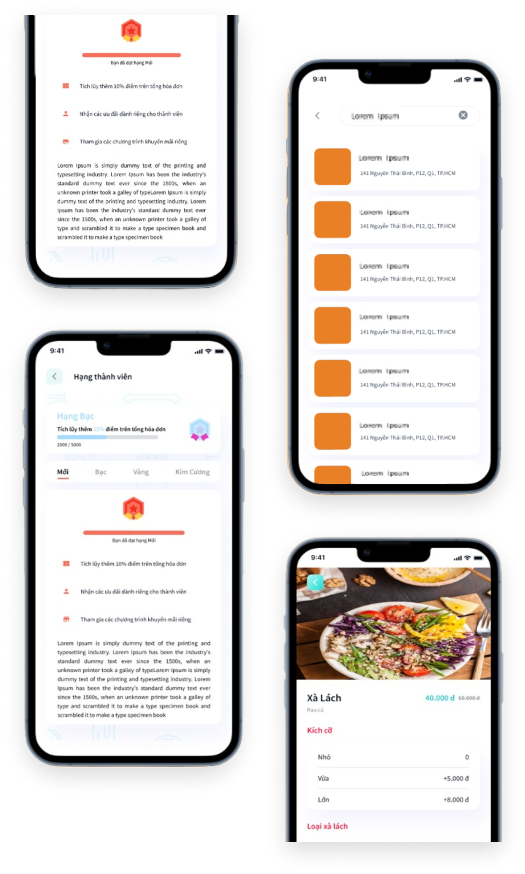 Bạn đã đạt hạng Mới
Tích lũy thêm 10% điểm trên tổng hóa đơn
Nhận các ưu đãi dành riêng cho thành viên
Tham gia các chương trình khuyến mãi riêng
Lorem Ipsum is simply dummy text of the printing and
typesetting industry. Lorem Ipsum has been the industry's
standard dummy text ever since the 1500s, when an
unknown printer took a galley of typeLorem Ipsum is simply
dummy text of the printing and typesetting industry. Lorem
Ipsum has been the industry's standard dummy text ever
since the 1500s, when an unknown printer took a galley of
type and scrambled it to make a type specimen book and
scrambled it to make a type specimen book
9:41
Lorem Ipsum
Lorem Ipsum
141 Nguyễn Thái Bình, P12, Q1, TP.HCM
Lorem Ipsum
141 Nguyễn Thái Bình, P12, Q1, TP.HCM
Lorem Ipsum
141 Nguyễn Thái Bình, P12, Q1, TP.HCM
Lorem Ipsum
141 Nguyễn Thái Bình, P12, Q1, TP.HCM
Lorem Ipsum
141 Nguyễn Thái Bình, P12, Q1, TP.HCM
Lorem Ipsum
141 Nguyễn Thái Bình, P12, Q1, TP.HCM
Lorem Ipsum
9:41
Hạng thành viên
Hạng Bạc
Tích lũy thêm 10% điểm trên tổng hóa đơn
2000 / 5000
Mới Bạc Vàng Kim Cương
Bạn đã đạt hạng Mới
Tích lũy thêm 10% điểm trên tổng hóa đơn
Nhận các ưu đãi dành riêng cho thành viên
Tham gia các chương trình khuyến mãi riêng
Lorem Ipsum is simply dummy text of the printing and
typesetting industry. Lorem Ipsum has been the industry's
standard dummy text ever since the 1500s, when an
unknown printer took a galley of typeLorem Ipsum is simply
dummy text of the printing and typesetting industry. Lorem
Ipsum has been the industry's standard dummy text ever
since the 1500s, when an unknown printer took a galley of
type and scrambled it to make a type specimen book and
scrambled it to make a type specimen book
9:41
Xà Lách 40.000 đ 60.000 đ
Rau củ
Kích cỡ
Nhỏ 0
Vừa +5.000 đ
Lớn +8.000 đ
Loại xà lách